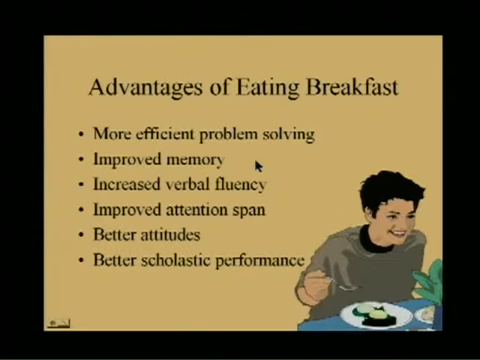 Advantages of Eating Breakfast
• More efficient problem solving
• Improved memory
• Increased verbal fluency
• Improved attention span
• Better attitudes
• Better scholastic performance